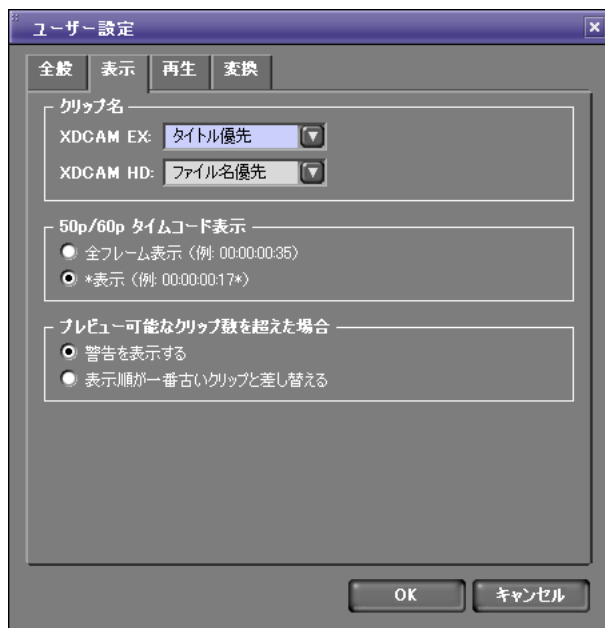 ユーザー設定
全般 表示 再生 変換
クリップ名
XDCAM EX: タイトル優先
XDCAM HD: ファイル名優先
50p/60p タイムコード表示
全フレーム表示（例: 00:00:00:35）
*表示（例: 00:00:00:17*）
プレビュー可能なクリップ数を超えた場合
警告を表示する
表示順が一番古いクリップと差し替える
OK キャンセル